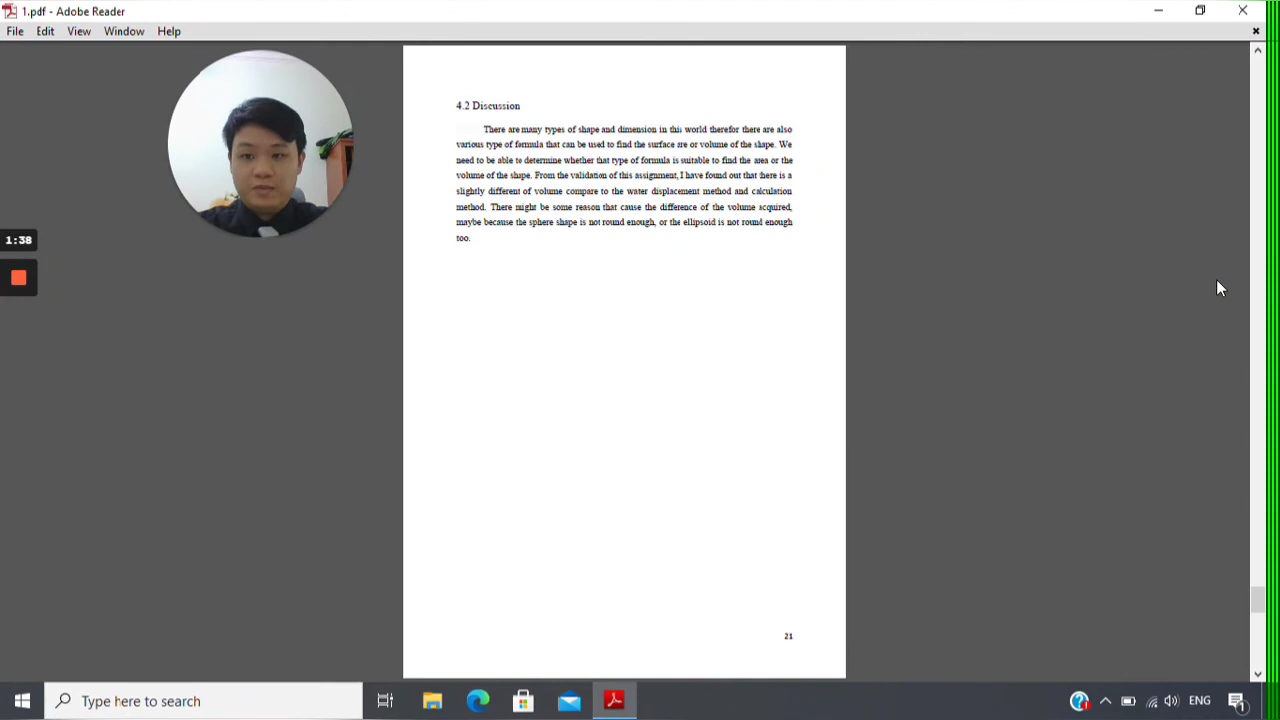 1.pdf - Adobe Reader
File Edit View Window Help
4.2 Discussion
There are many types of shape and dimension in this world therefor there are also
various type of formula that can be used to find the surface are or volume of the shape. We
need to be able to determine whether that type of formula is suitable to find the area or the
volume of the shape. From the validation of this assignment, I have found out that there is a
slightly different of volume compare to the water displacement method and calculation
method. There might be some reason that cause the difference of the volume acquired,
maybe because the sphere shape is not round enough, or the ellipsoid is not round enough
too.
1:38
21
Type here to search
ENG
1